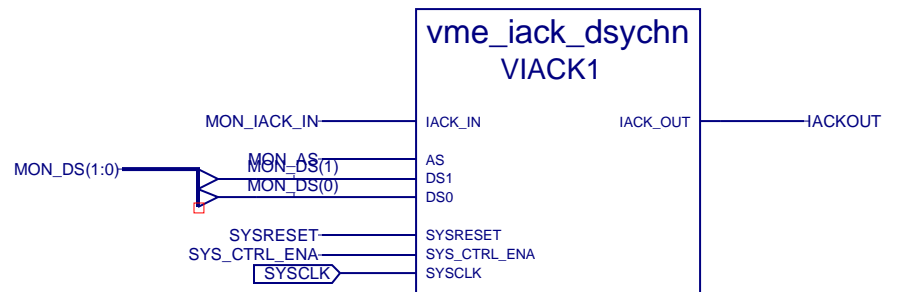 vme_iack_dsychn
VIACK1
MON_IACK_IN
IACK_IN
IACK_OUT
IACKOUT
MON_AS
AS
MON_DS(1:0)
MON_DS(1)
DS1
MON_DS(0)
DS0
SYSRESET
SYSRESET
SYS_CTRL_ENA
SYS_CTRL_ENA
SYSCLK
SYSCLK